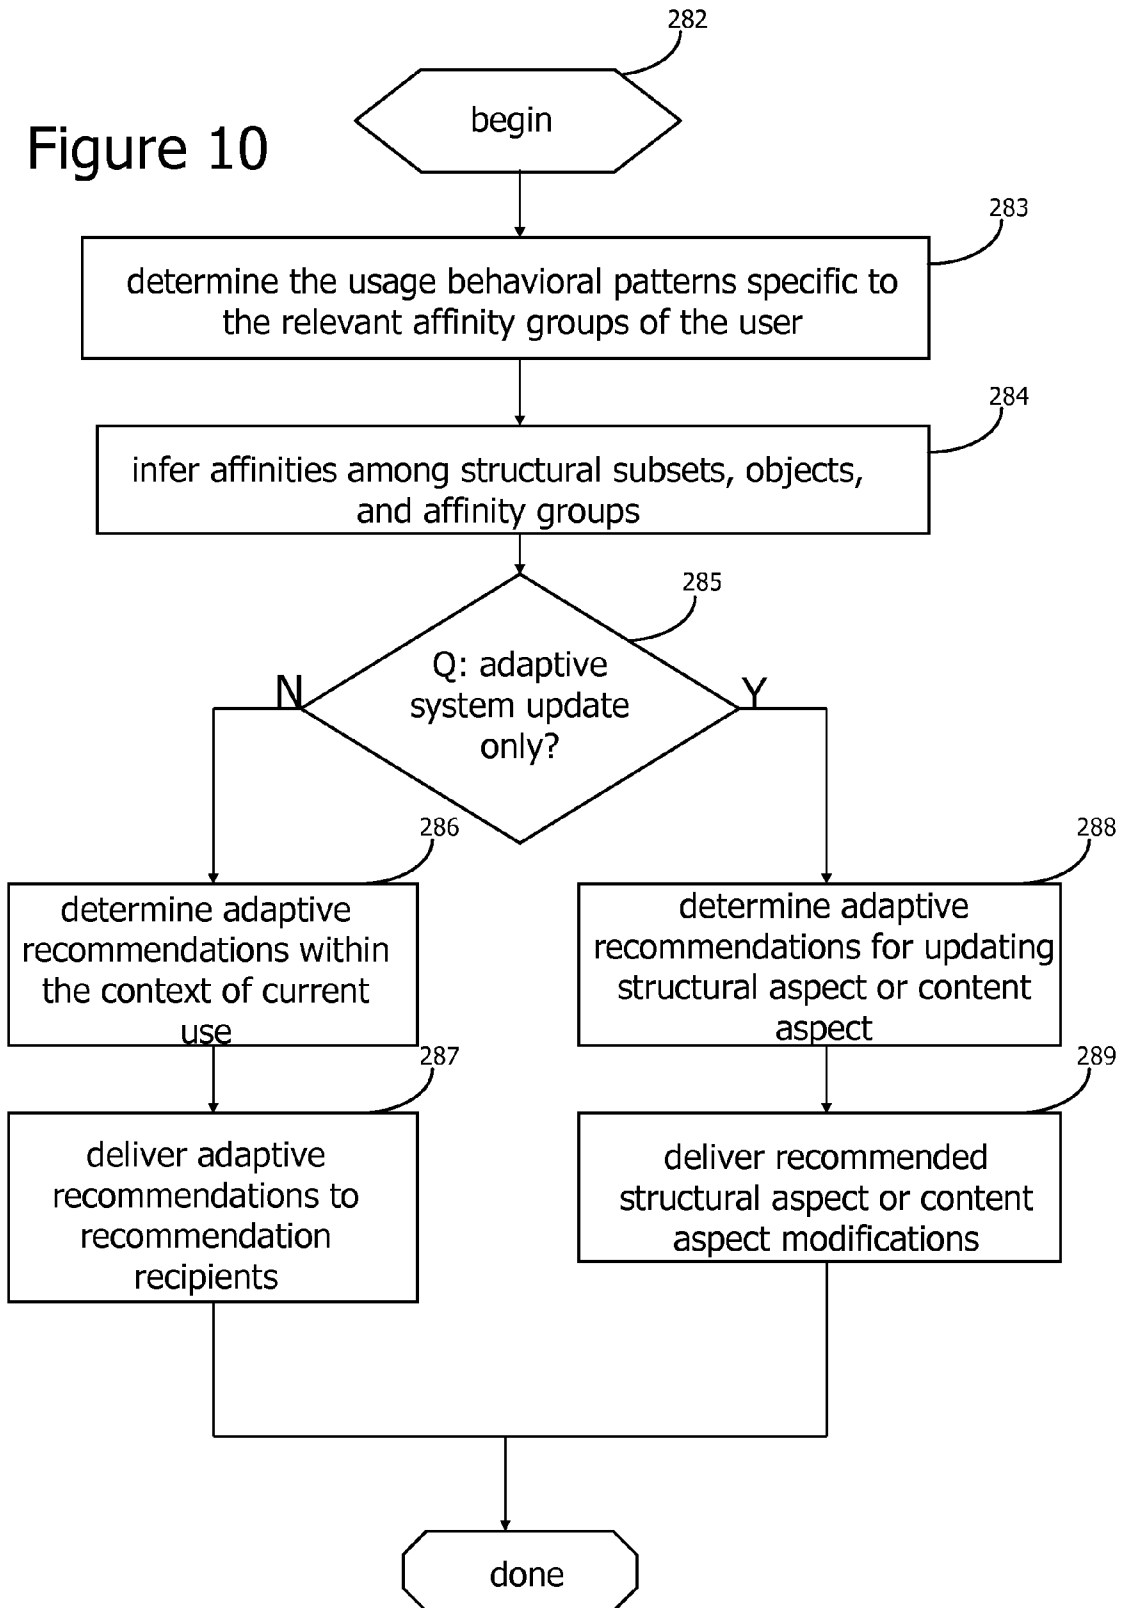 282
begin
Figure 10
283
determine the usage behavioral patterns specific to
the relevant affinity groups of the user
284
infer affinities among structural subsets, objects,
and affinity groups
285
Q: adaptive
system update
only?
N
Y
286
determine adaptive
recommendations within
the context of current
use
288
determine adaptive
recommendations for updating
structural aspect or content
aspect
287
deliver adaptive
recommendations to
recommendation
recipients
289
deliver recommended
structural aspect or content
aspect modifications
done